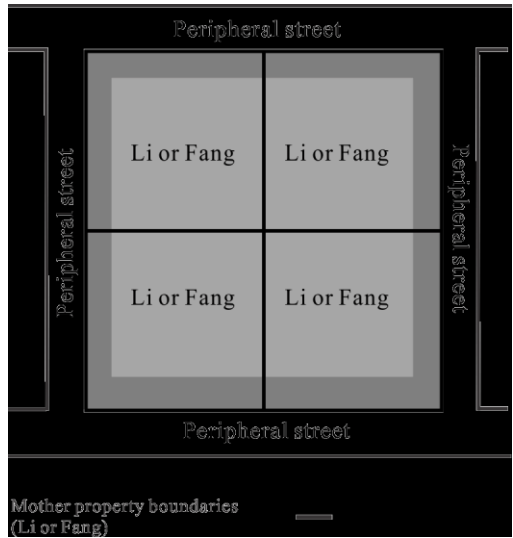 Peripheral street
Li or Fang Li or Fang
Peripheral street
Peripheral street
Li or Fang Li or Fang
Peripheral street
Mother property boundaries
(Li or Fang)